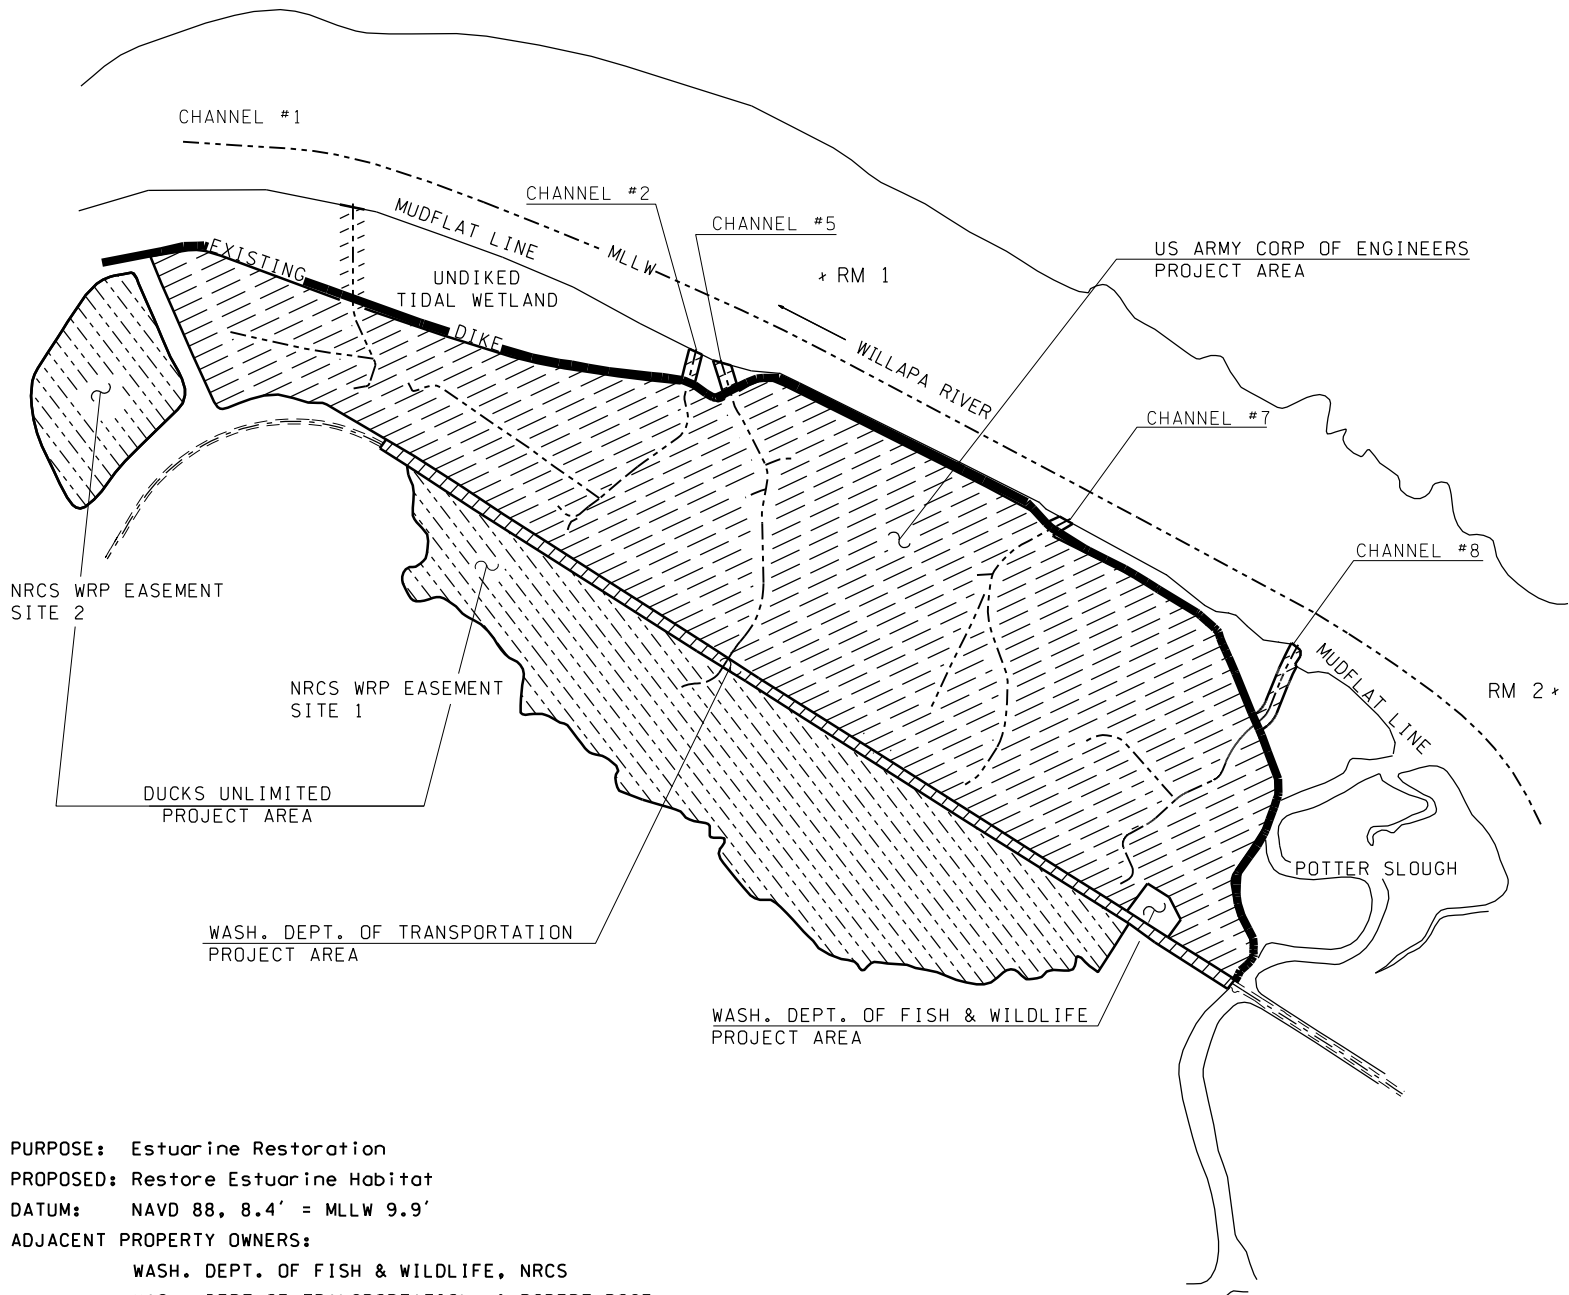 CHANNEL #1
CHANNEL #2
MUDFLAT LINE
CHANNEL #5
EXISTING
MLLW
UNDIKED
TIDAL WETLAND
DIKE
RM 1
US ARMY CORP OF ENGINEERS
PROJECT AREA
WILLAPA RIVER
CHANNEL #7
CHANNEL #8
NRCS WRP EASEMENT
SITE 2
NRCS WRP EASEMENT
SITE 1
MUDFLAT LINE
RM 2
DUCKS UNLIMITED
PROJECT AREA
POTTER SLOUGH
WASH. DEPT. OF TRANSPORTATION
PROJECT AREA
WASH. DEPT. OF FISH & WILDLIFE
PROJECT AREA
PURPOSE: Estuarine Restoration
PROPOSED: Restore Estuarine Habitat
DATUM: NAVD 88, 8.4' = MLLW 9.9'
ADJACENT PROPERTY OWNERS:
WASH. DEPT. OF FISH & WILDLIFE, NRCS